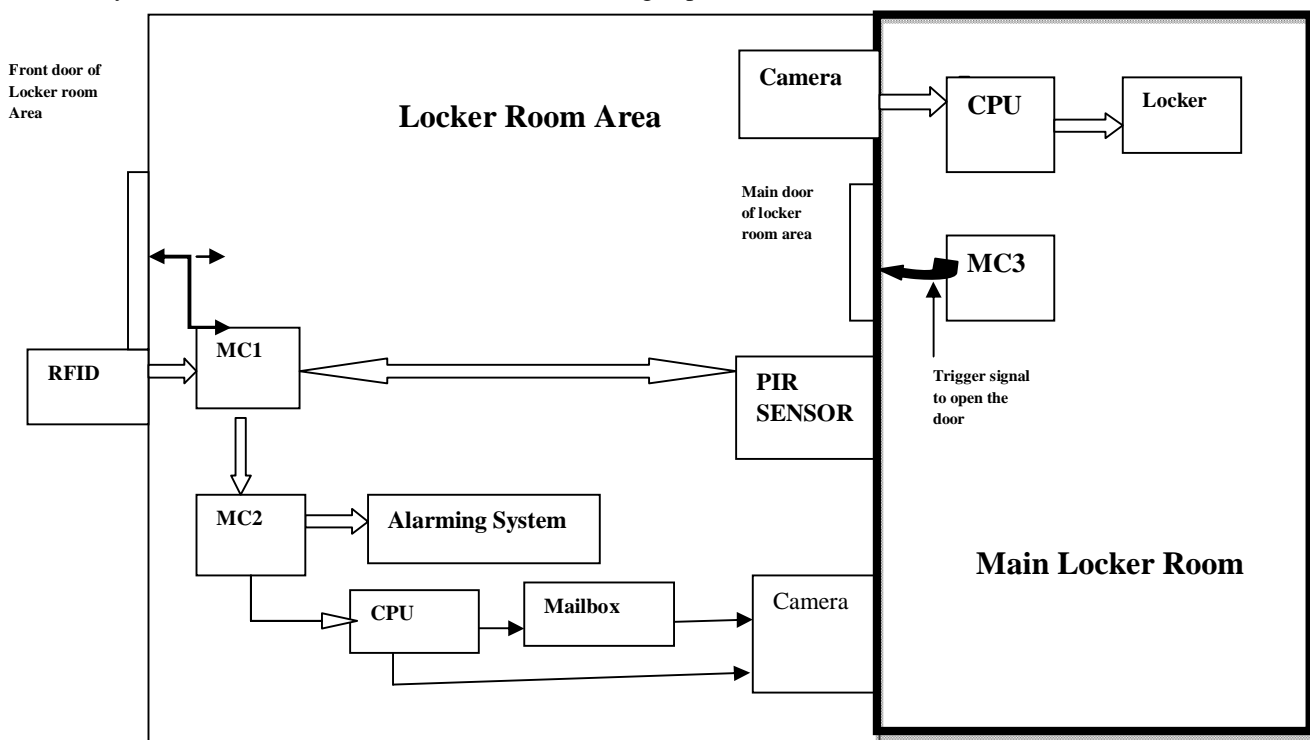 Front door of
Locker room
Area
Locker Room Area
Camera
CPU
Locker
Main door
of locker
room area
MC3
Trigger signal
to open the
door
RFID
MC1
PIR
SENSOR
MC2
Alarming System
CPU
Mailbox
Camera
Main Locker Room